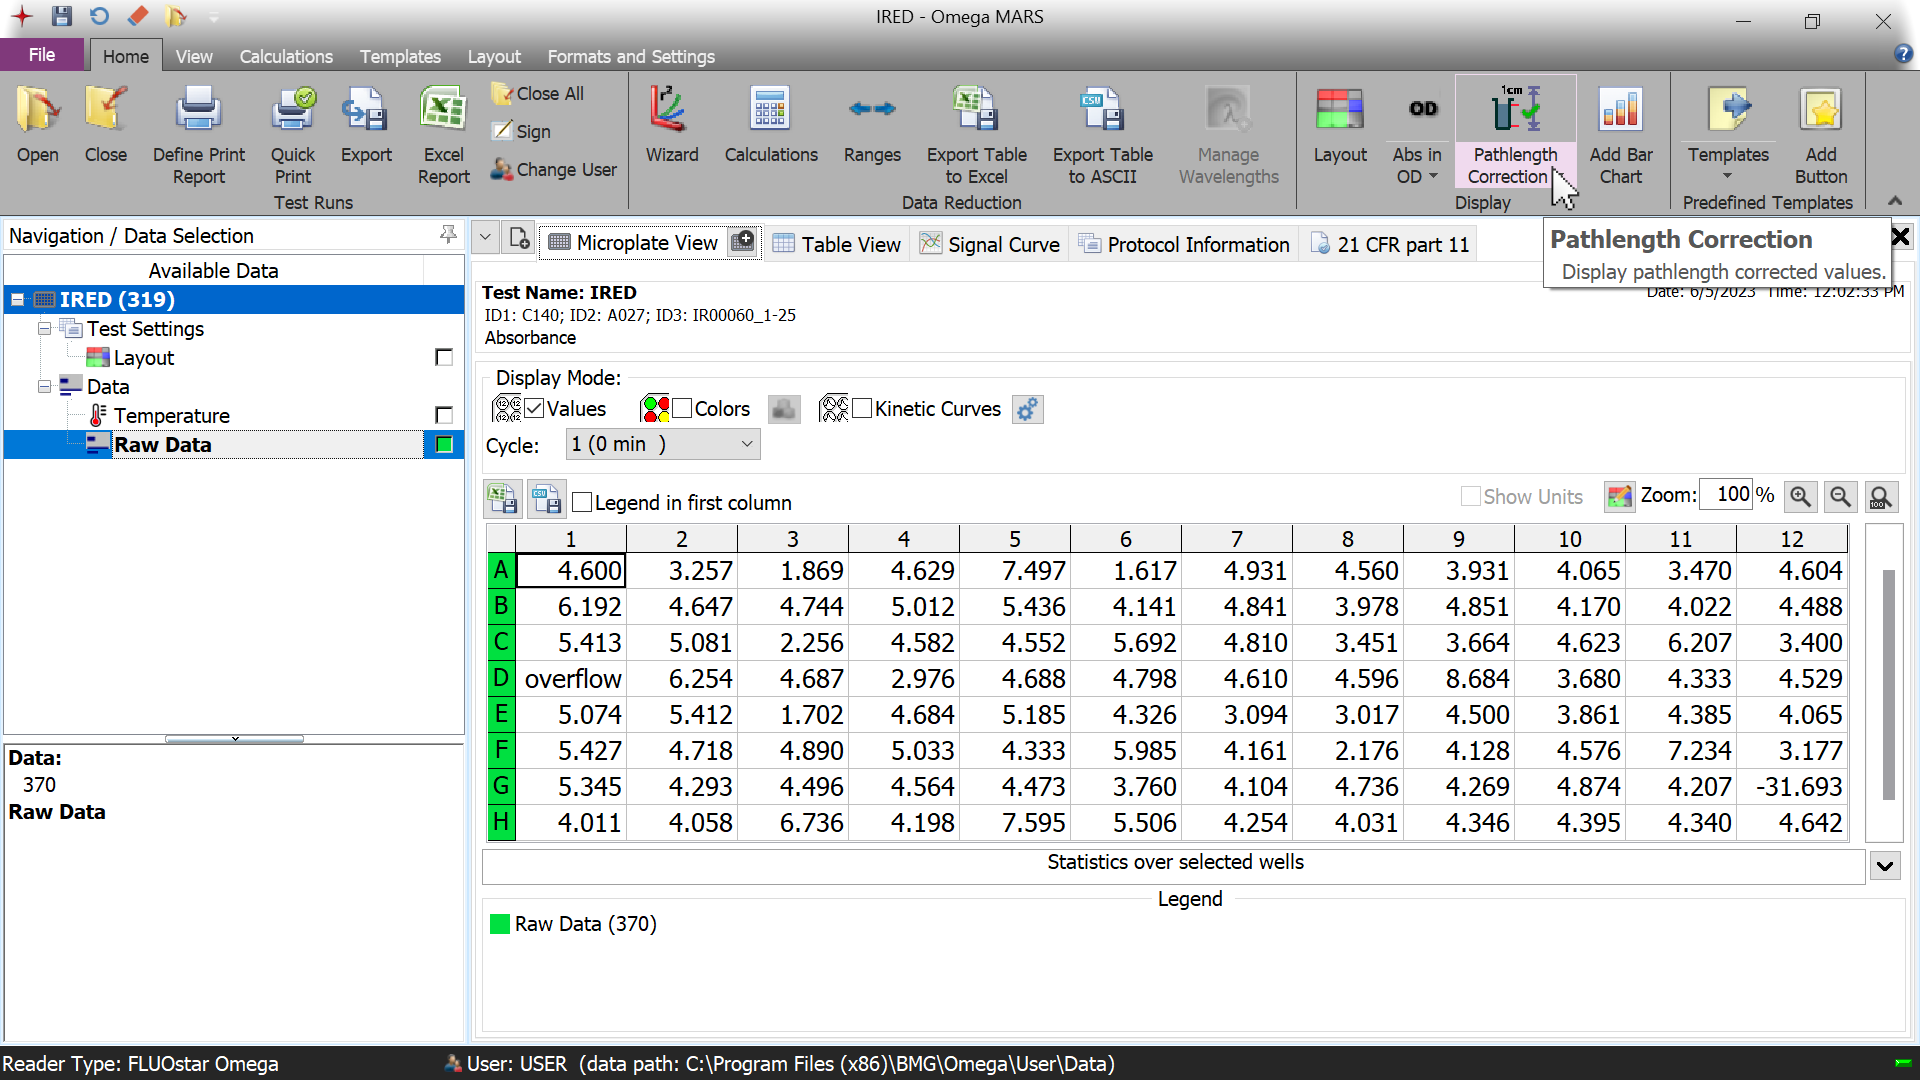 IRED - Omega MARS
File Home View Calculations Templates Layout Formats and Settings
Open
Close
Define Print
Report
Quick
Print
Export
Excel
Report
Close All
Sign
Change User
Test Runs
r²
Wizard
Calculations
Ranges
Export Table
to Excel
CSV
Export Table
to ASCII
Manage
Wavelengths
Data Reduction
Layout
OD
Abs in
OD
1cm
Pathlength
Correction
Add Bar
Chart
Display
Templates
Add
Button
Predefined Templates
Pathlength Correction
Display pathlength corrected values.
Navigation / Data Selection
Available Data
IRED (319)
Test Settings
Layout
Data
Temperature
Raw Data
Data:
370
Raw Data
Microplate View Table View Signal Curve Protocol Information 21 CFR part 11
Test Name: IRED
Date: 6/5/2023 Time: 12:02:33 PM
ID1: C140; ID2: A027; ID3: IR00060_1-25
Absorbance
Display Mode:
Values Colors Kinetic Curves
Cycle: 1 (0 min )
Legend in first column Show Units Zoom: 100 %
1 2 3 4 5 6 7 8 9 10 11 12
A 4.600 3.257 1.869 4.629 7.497 1.617 4.931 4.560 3.931 4.065 3.470 4.604
B 6.192 4.647 4.744 5.012 5.436 4.141 4.841 3.978 4.851 4.170 4.022 4.488
C 5.413 5.081 2.256 4.582 4.552 5.692 4.810 3.451 3.664 4.623 6.207 3.400
D overflow 6.254 4.687 2.976 4.688 4.798 4.610 4.596 8.684 3.680 4.333 4.529
E 5.074 5.412 1.702 4.684 5.185 4.326 3.094 3.017 4.500 3.861 4.385 4.065
F 5.427 4.718 4.890 5.033 4.333 5.985 4.161 2.176 4.128 4.576 7.234 3.177
G 5.345 4.293 4.496 4.564 4.473 3.760 4.104 4.736 4.269 4.874 4.207 -31.693
H 4.011 4.058 6.736 4.198 7.595 5.506 4.254 4.031 4.346 4.395 4.340 4.642
Statistics over selected wells
Legend
Raw Data (370)
Reader Type: FLUOstar Omega User: USER (data path: C:\Program Files (x86)\BMG\Omega\User\Data)